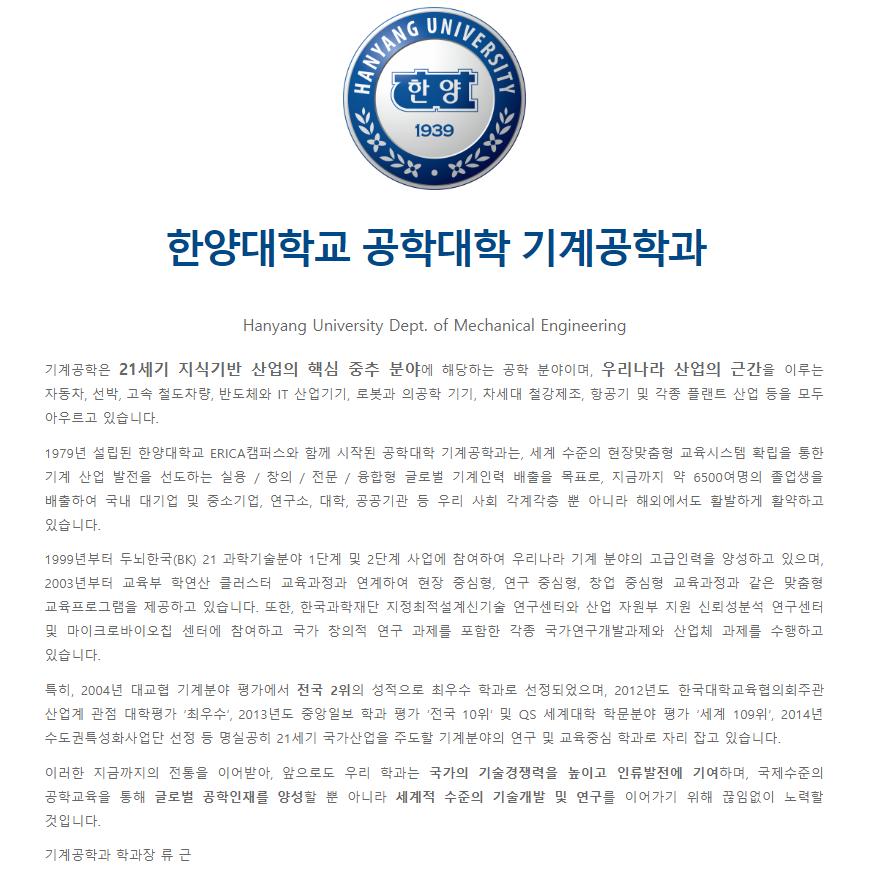 HANYANG UNIVERSITY
한양
1939
한양대학교 공학대학 기계공학과
Hanyang University Dept. of Mechanical Engineering
기계공학은 21세기 지식기반 산업의 핵심 중추 분야에 해당하는 공학 분야이며, 우리나라 산업의 근간을 이루는
자동차, 선박, 고속 철도차량, 반도체와 IT 산업기기, 로봇과 의공학 기기, 차세대 철강제조, 항공기 및 각종 플랜트 산업 등을 모두
아우르고 있습니다.
1979년 설립된 한양대학교 ERICA캠퍼스와 함께 시작된 공학대학 기계공학과는, 세계 수준의 현장맞춤형 교육시스템 확립을 통한
기계 산업 발전을 선도하는 실용 / 창의 / 전문 / 융합형 글로벌 기계인력 배출을 목표로, 지금까지 약 6500여명의 졸업생을
배출하여 국내 대기업 및 중소기업, 연구소, 대학, 공공기관 등 우리 사회 각계각층 뿐 아니라 해외에서도 활발하게 활약하고
있습니다.
1999년부터 두뇌한국(BK) 21 과학기술분야 1단계 및 2단계 사업에 참여하여 우리나라 기계 분야의 고급인력을 양성하고 있으며,
2003년부터 교육부 학연산 클러스터 교육과정과 연계하여 현장 중심형, 연구 중심형, 창업 중심형 교육과정과 같은 맞춤형
교육프로그램을 제공하고 있습니다. 또한, 한국과학재단 지정최적설계신기술 연구센터와 산업 자원부 지원 신뢰성분석 연구센터
및 마이크로바이오칩 센터에 참여하고 국가 창의적 연구 과제를 포함한 각종 국가연구개발과제와 산업체 과제를 수행하고
있습니다.
특히, 2004년 대교협 기계분야 평가에서 전국 2위의 성적으로 최우수 학과로 선정되었으며, 2012년도 한국대학교육협의회주관
산업계 관점 대학평가 '최우수', 2013년도 중앙일보 학과 평가 '전국 10위' 및 QS 세계대학 학문분야 평가 '세계 109위', 2014년
수도권특성화사업단 선정 등 명실공히 21세기 국가산업을 주도할 기계분야의 연구 및 교육중심 학과로 자리 잡고 있습니다.
이러한 지금까지의 전통을 이어받아, 앞으로도 우리 학과는 국가의 기술경쟁력을 높이고 인류발전에 기여하며, 국제수준의
공학교육을 통해 글로벌 공학인재를 양성할 뿐 아니라 세계적 수준의 기술개발 및 연구를 이어가기 위해 끊임없이 노력할
것입니다.
기계공학과 학과장 류 근